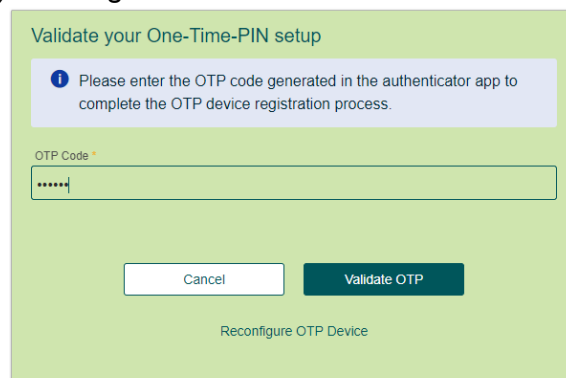 Validate your One-Time-PIN setup
Please enter the OTP code generated in the authenticator app to
complete the OTP device registration process.
OTP Code *
••••••
Cancel
Validate OTP
Reconfigure OTP Device